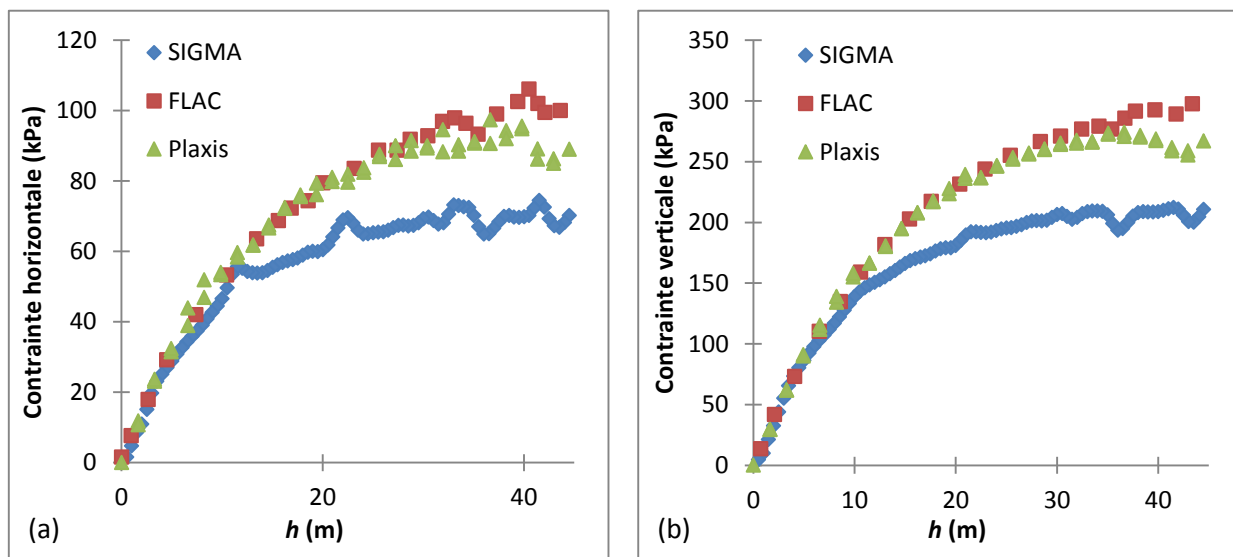 120
100
80
60
40
20
0
Contrainte horizontale (kPa)
SIGMA
FLAC
Plaxis
0
20
40
h (m)
(a)
350
300
250
200
150
100
50
0
Contrainte verticale (kPa)
SIGMA
FLAC
Plaxis
0
10
20
30
40
h (m)
(b)